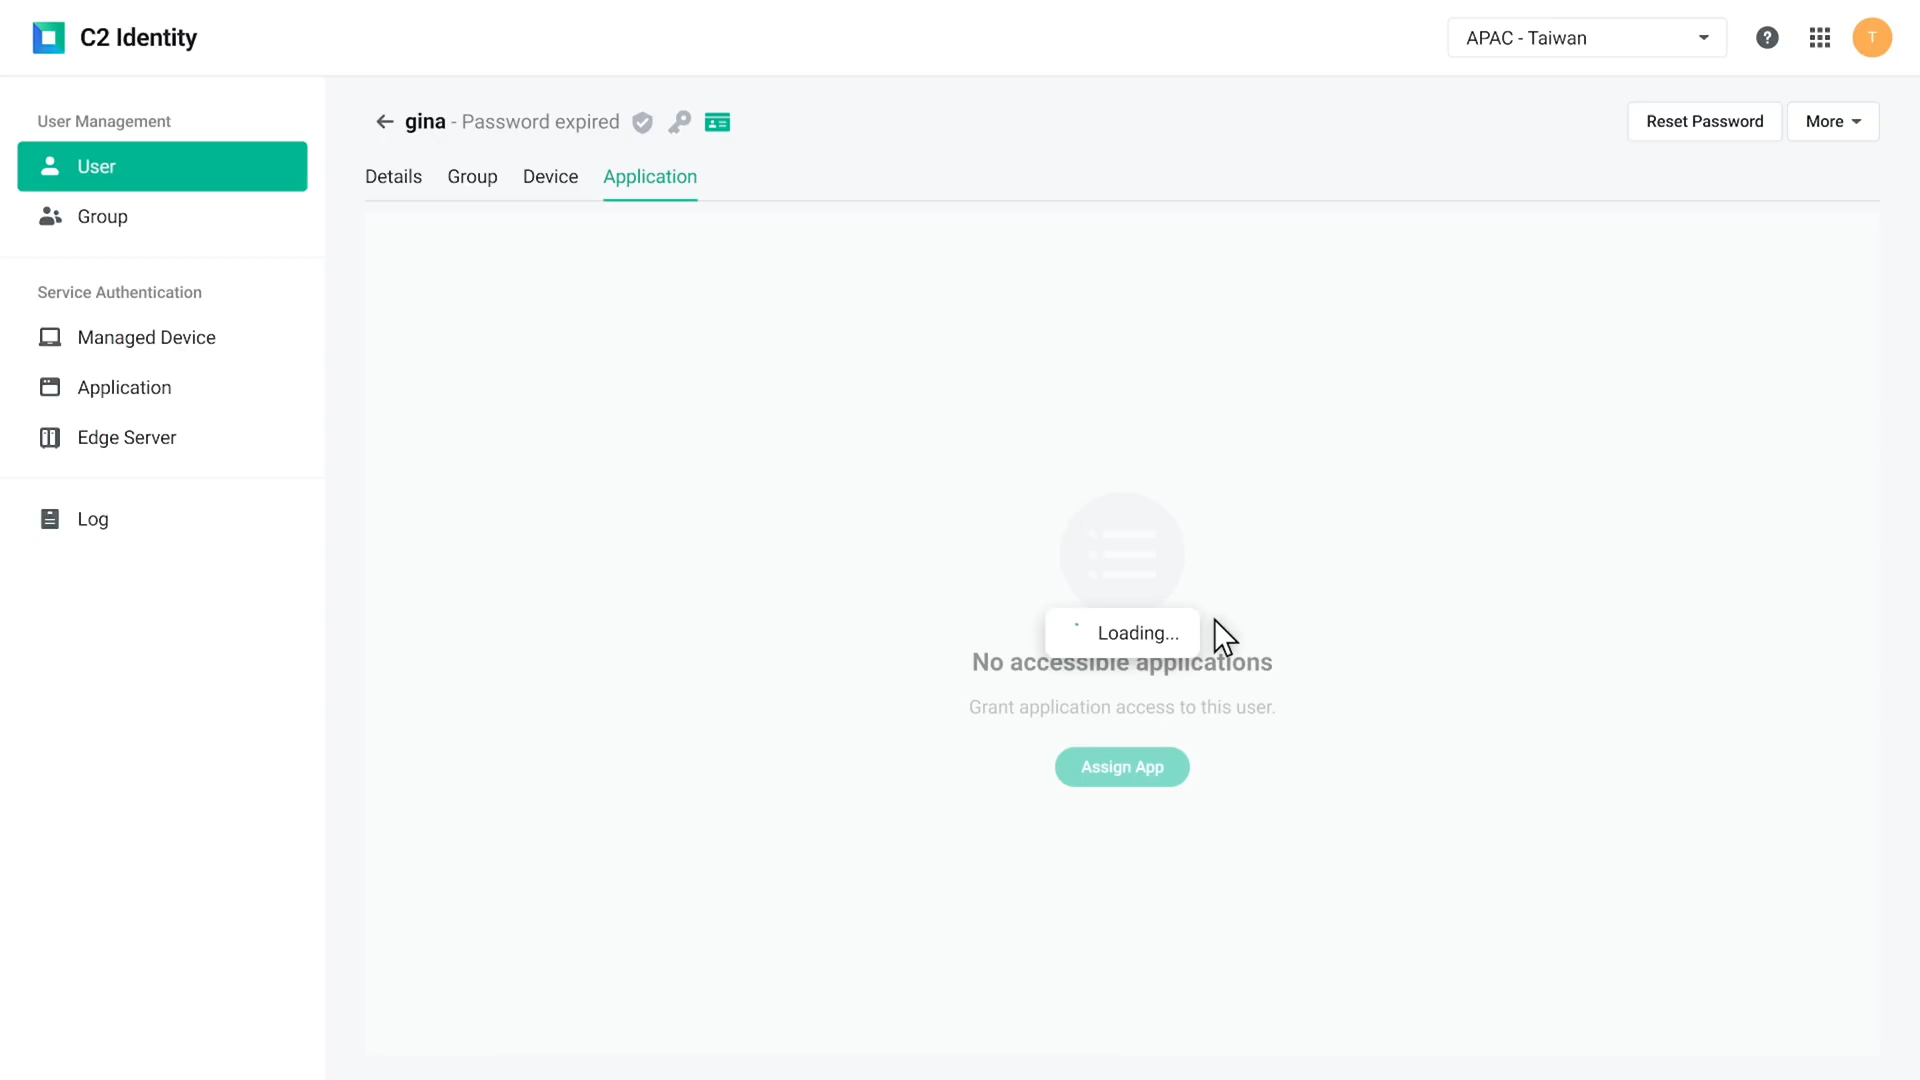 C2 Identity
APAC - Taiwan
T
User Management
User
Group
Service Authentication
Managed Device
Application
Edge Server
Log
gina - Password expired
Reset Password
More
Details
Group
Device
Application
Loading...
No accessible applications
Grant application access to this user.
Assign App